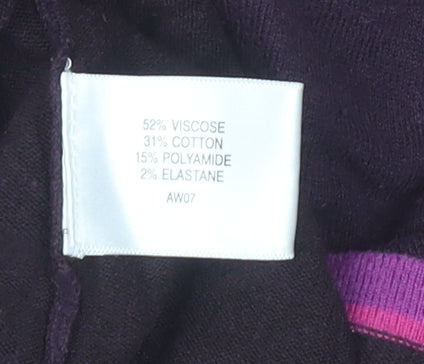 52% VISCOSE
31% COTTON
15% POLYAMIDE
2% ELASTANE
AW07